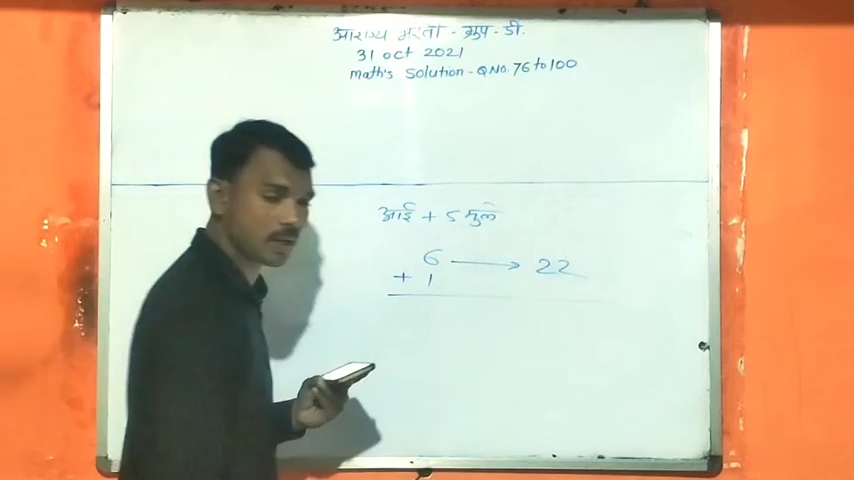 आरोग्य भरती - ग्रुप - डी.
31 oct 2021
math's Solution - Q.No. 76 to 100
आई + 5 मुले
6 → 22
+ 1